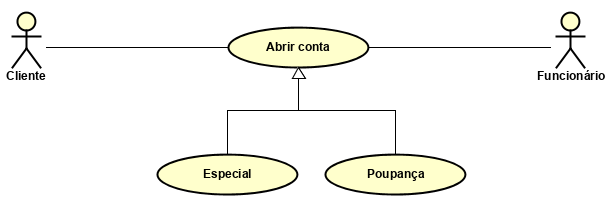 Abrir conta
Cliente
Funcionário
Especial
Poupança